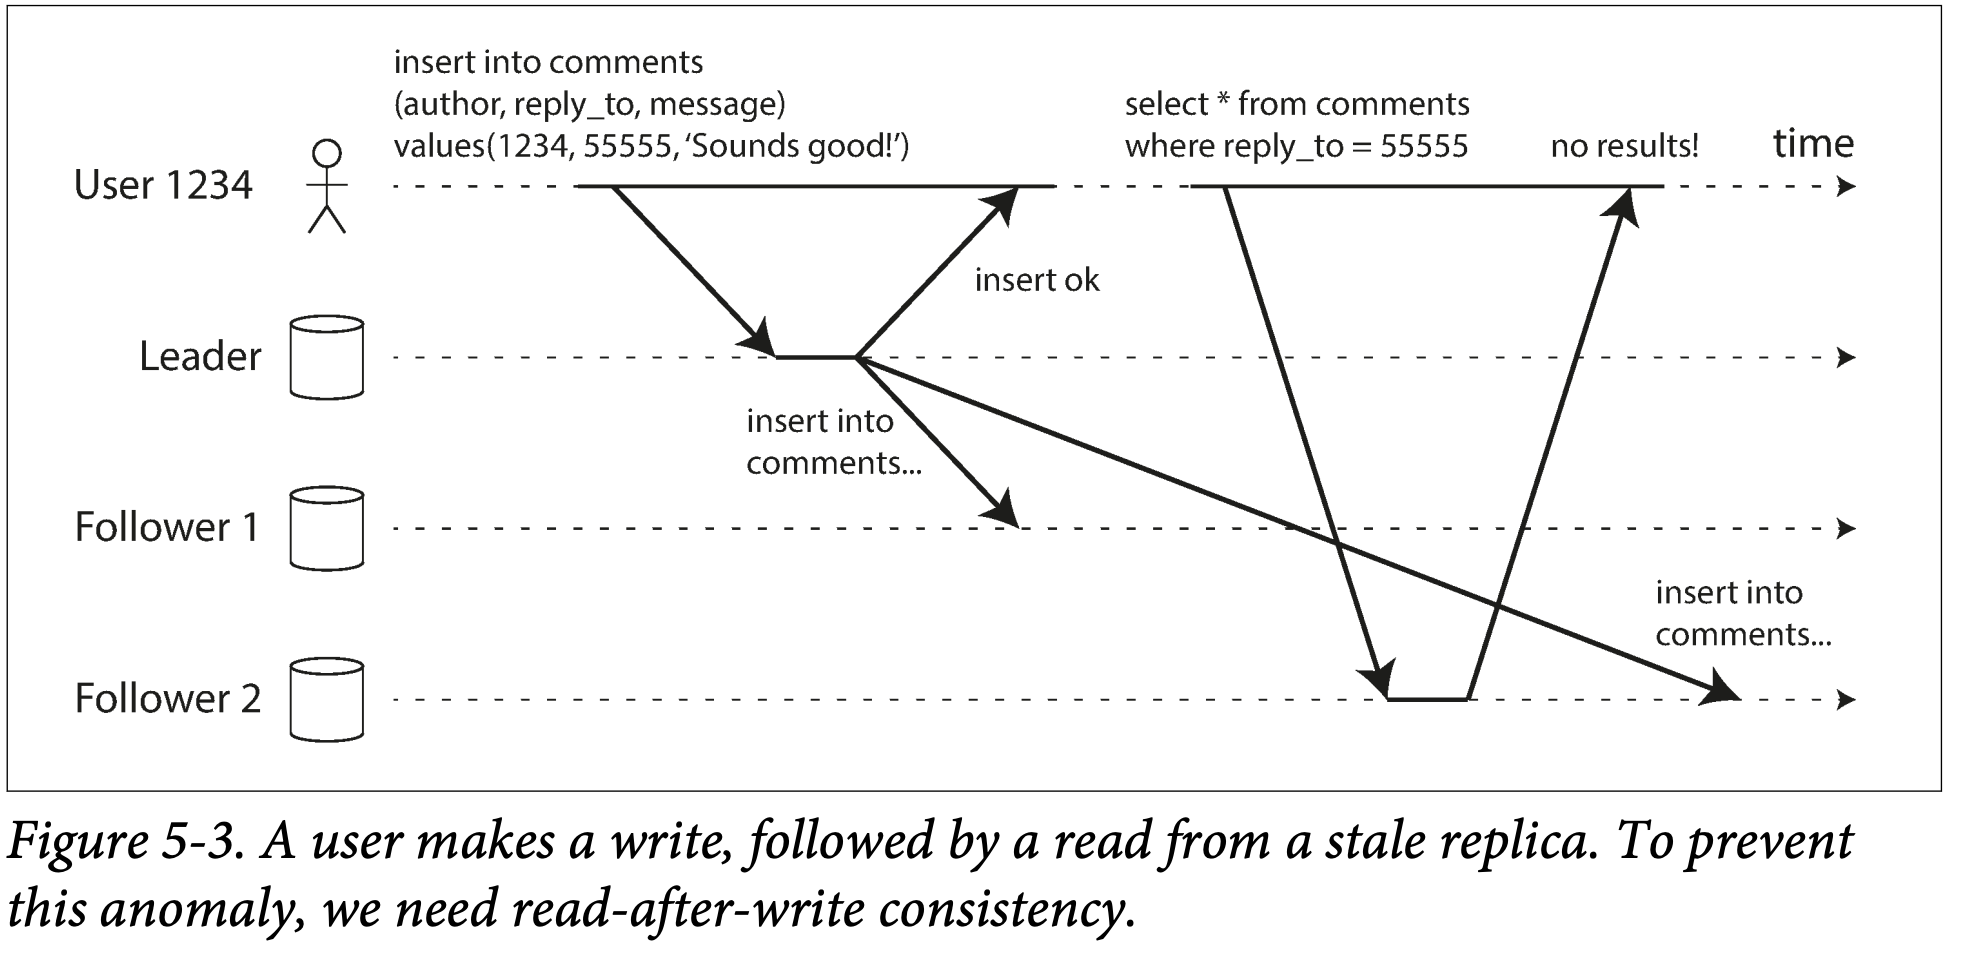 insert into comments
(author, reply_to, message)
values(1234, 55555, ‘Sounds good!’)
select * from comments
where reply_to = 55555
no results!
time
User 1234
insert ok
Leader
insert into
comments...
Follower 1
insert into
comments...
Follower 2
Figure 5-3. A user makes a write, followed by a read from a stale replica. To prevent
this anomaly, we need read-after-write consistency.